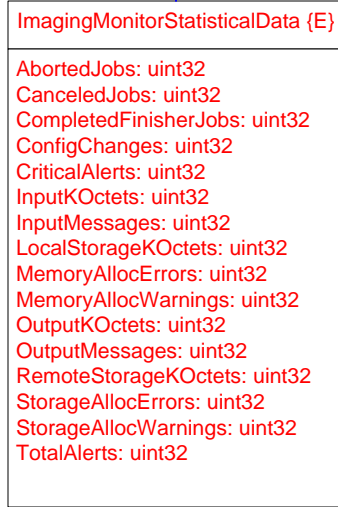 ImagingMonitorStatisticalData {E}
AbortedJobs: uint32
CanceledJobs: uint32
CompletedFinisherJobs: uint32
ConfigChanges: uint32
CriticalAlerts: uint32
InputKOctets: uint32
InputMessages: uint32
LocalStorageKOctets: uint32
MemoryAllocErrors: uint32
MemoryAllocWarnings: uint32
OutputKOctets: uint32
OutputMessages: uint32
RemoteStorageKOctets: uint32
StorageAllocErrors: uint32
StorageAllocWarnings: uint32
TotalAlerts: uint32